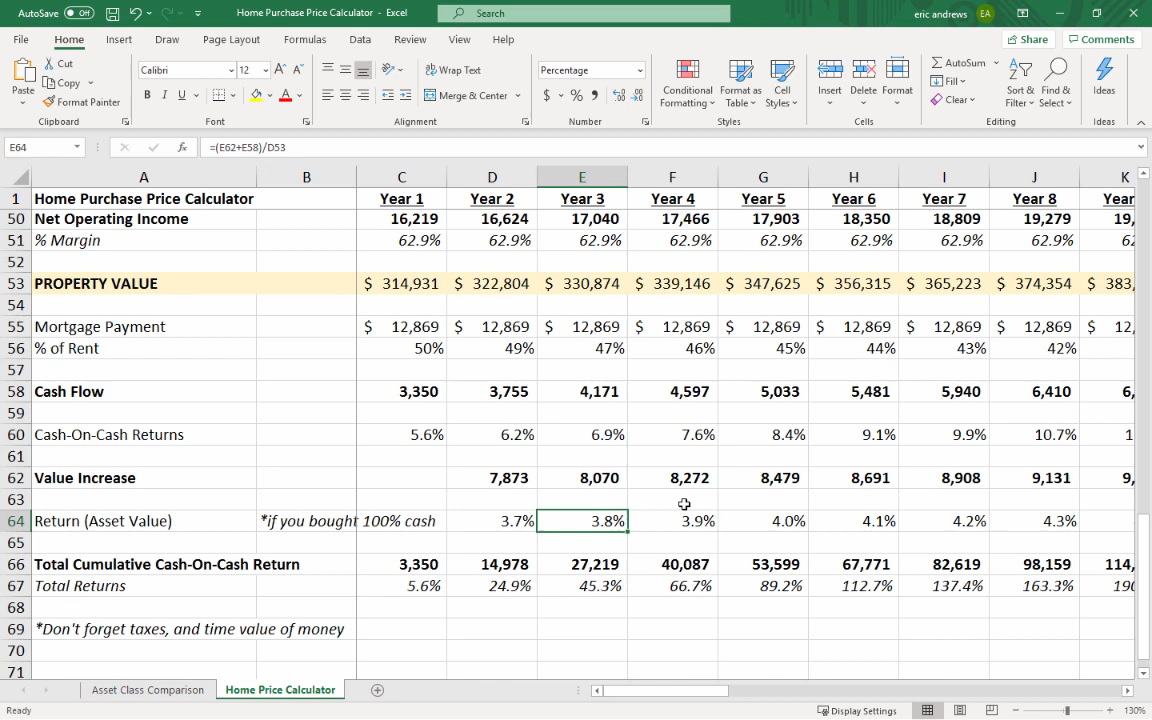 AutoSave Off Home Purchase Price Calculator - Excel Search eric andrews EA
File Home Insert Draw Page Layout Formulas Data Review View Help Share Comments
Paste Cut Copy Format Painter Clipboard
Calibri 12 A A B I U A Font
Wrap Text Merge & Center Alignment
Percentage $ % Number
Conditional Formatting Format as Table Cell Styles Styles
Insert Delete Format Cells
AutoSum Fill Clear Sort & Filter Find & Select Editing
Ideas Ideas
E64 fx =(E62+E58)/D53
A B C D E F G H I J K
1 Home Purchase Price Calculator Year 1 Year 2 Year 3 Year 4 Year 5 Year 6 Year 7 Year 8 Year
50 Net Operating Income 16,219 16,624 17,040 17,466 17,903 18,350 18,809 19,279 19,
51 % Margin 62.9% 62.9% 62.9% 62.9% 62.9% 62.9% 62.9% 62.9% 62
52
53 PROPERTY VALUE $ 314,931 $ 322,804 $ 330,874 $ 339,146 $ 347,625 $ 356,315 $ 365,223 $ 374,354 $ 383,
54
55 Mortgage Payment $ 12,869 $ 12,869 $ 12,869 $ 12,869 $ 12,869 $ 12,869 $ 12,869 $ 12,869 $ 12,
56 % of Rent 50% 49% 47% 46% 45% 44% 43% 42%
57
58 Cash Flow 3,350 3,755 4,171 4,597 5,033 5,481 5,940 6,410 6,
59
60 Cash-On-Cash Returns 5.6% 6.2% 6.9% 7.6% 8.4% 9.1% 9.9% 10.7% 1
61
62 Value Increase 7,873 8,070 8,272 8,479 8,691 8,908 9,131 9,
63
64 Return (Asset Value) *if you bought 100% cash 3.7% 3.8% 3.9% 4.0% 4.1% 4.2% 4.3%
65
66 Total Cumulative Cash-On-Cash Return 3,350 14,978 27,219 40,087 53,599 67,771 82,619 98,159 114,
67 Total Returns 5.6% 24.9% 45.3% 66.7% 89.2% 112.7% 137.4% 163.3% 190
68
69 *Don't forget taxes, and time value of money
70
71
Asset Class Comparison Home Price Calculator
Ready Display Settings 130%